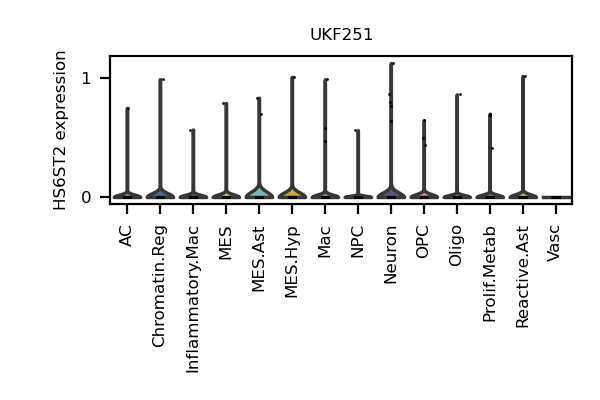 UKF251
HS6ST2 expression
1
0
AC
Chromatin.Reg
Inflammatory.Mac
MES
MES.Ast
MES.Hyp
Mac
NPC
Neuron
OPC
Oligo
Prolif.Metab
Reactive.Ast
Vasc